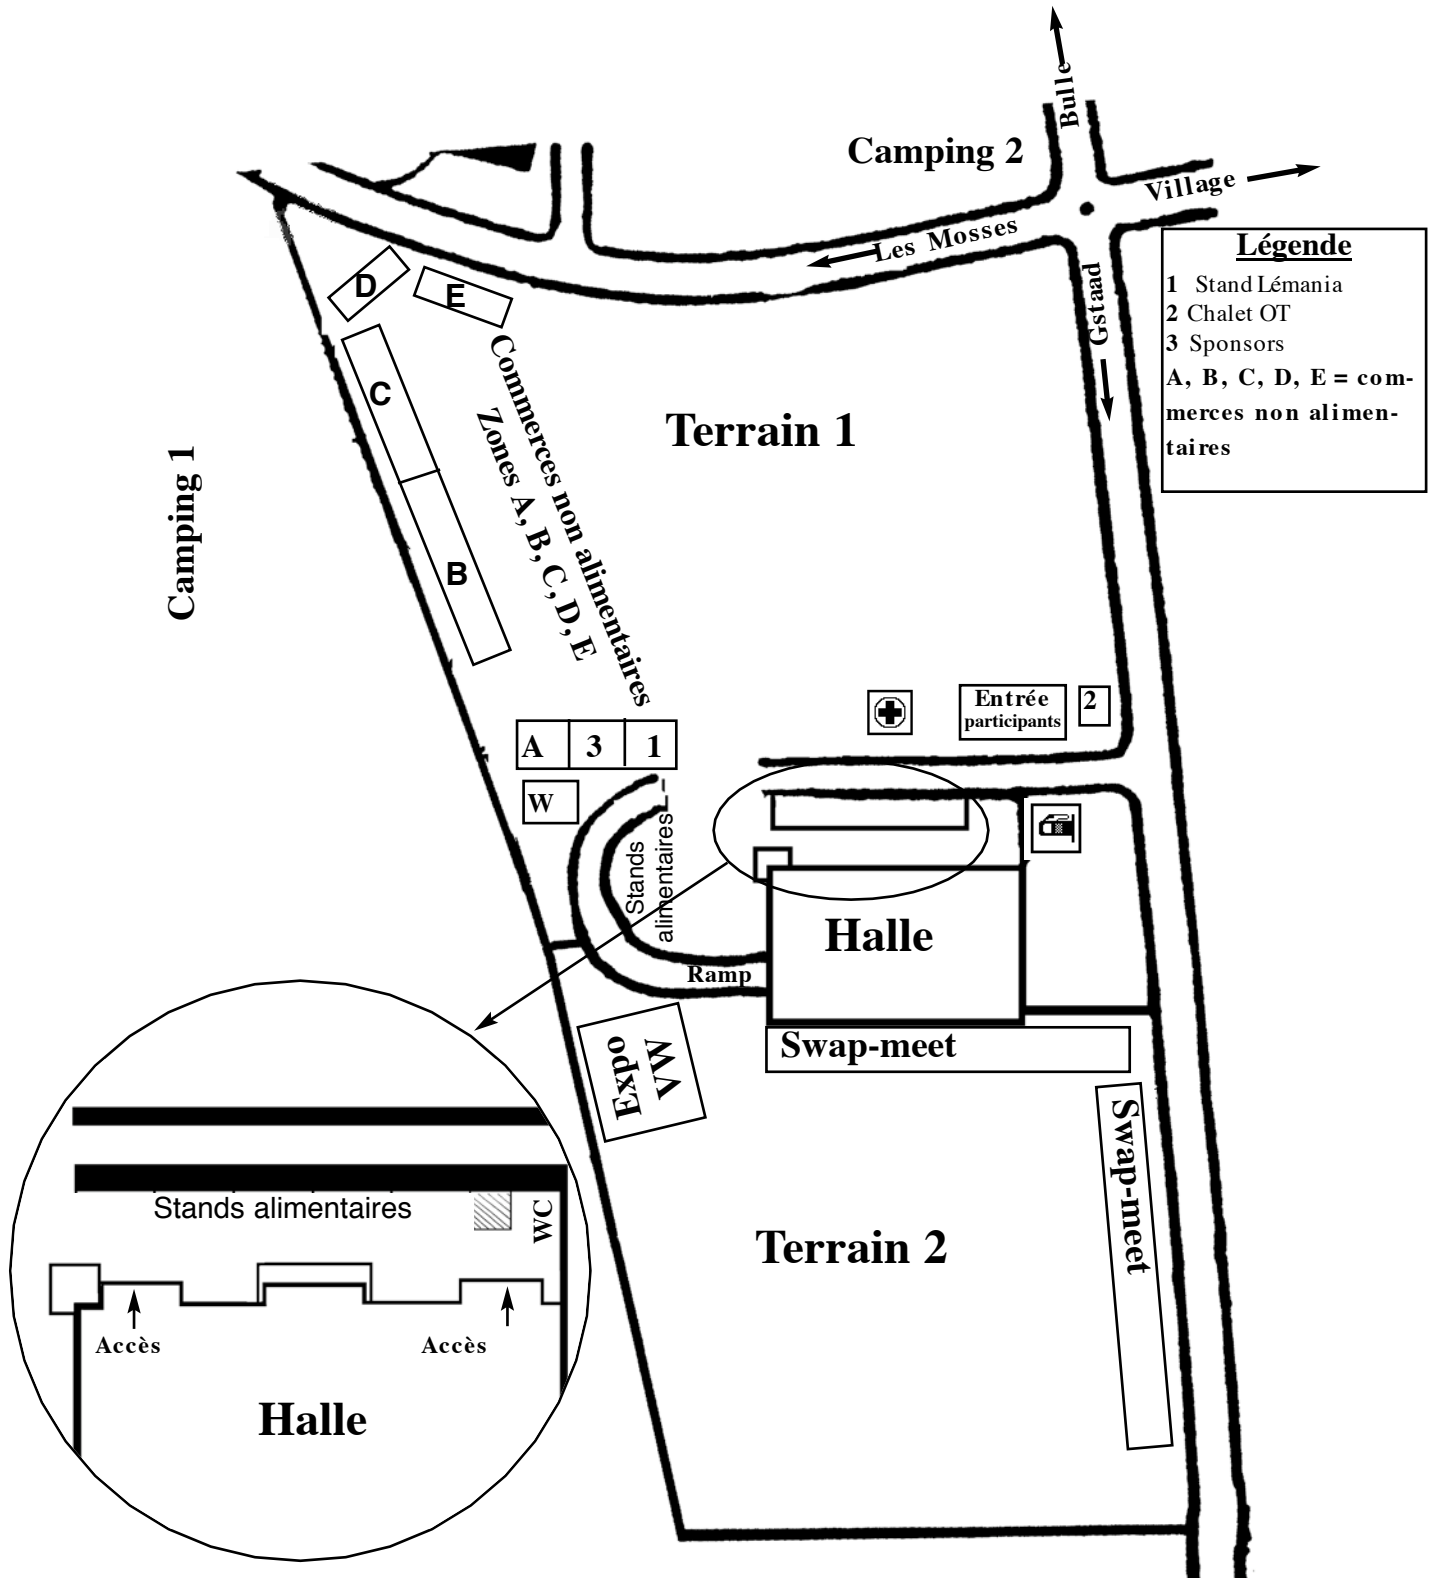 Bulle
Camping 2
Village
Les Mosses
Gstaad
Légende
1 Stand Lémania
2 Chalet OT
3 Sponsors
A, B, C, D, E = com-
merces non alimen-
taires
D
E
C
B
Commerces non alimentaires
Zones A, B, C, D, E
Terrain 1
Camping 1
Entrée
participants
2
A 3 1
W
Stands
alimentaires
Halle
Ramp
Swap-meet
VW
Expo
Swap-meet
Terrain 2
Stands alimentaires
WC
Accès
Accès
Halle